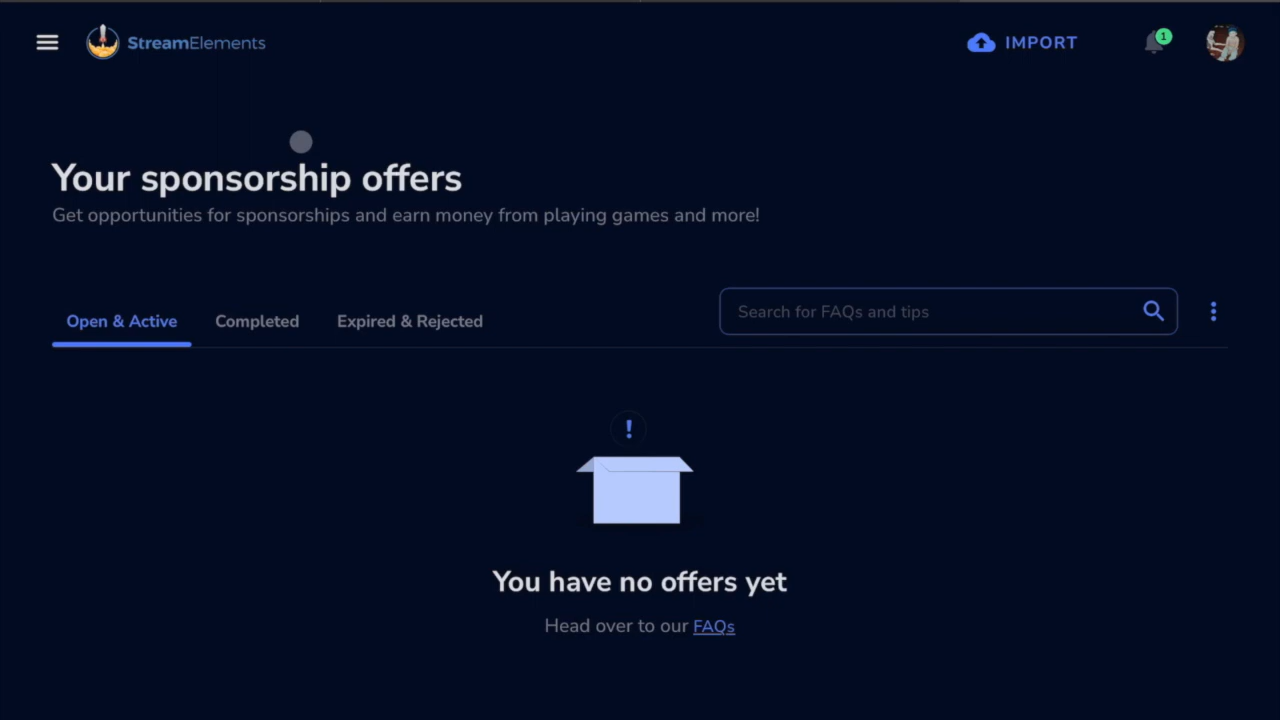 StreamElements
IMPORT
1
Your sponsorship offers
Get opportunities for sponsorships and earn money from playing games and more!
Open & Active
Completed
Expired & Rejected
Search for FAQs and tips
!
You have no offers yet
Head over to our FAQs